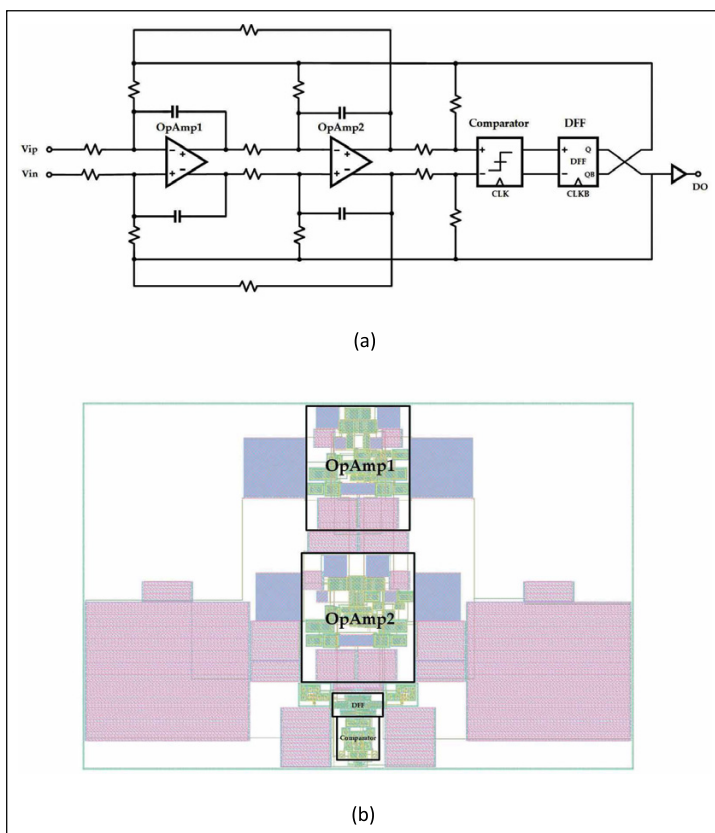 OpAmp1
OpAmp2
Comparator
DFF
Vip
Vin
− +
+ −
− +
+ −
+
−
CLK
+
−
DFF
Q
QB
CLKB
DO
(a)
OpAmp1
OpAmp2
DFF
Comparator
(b)